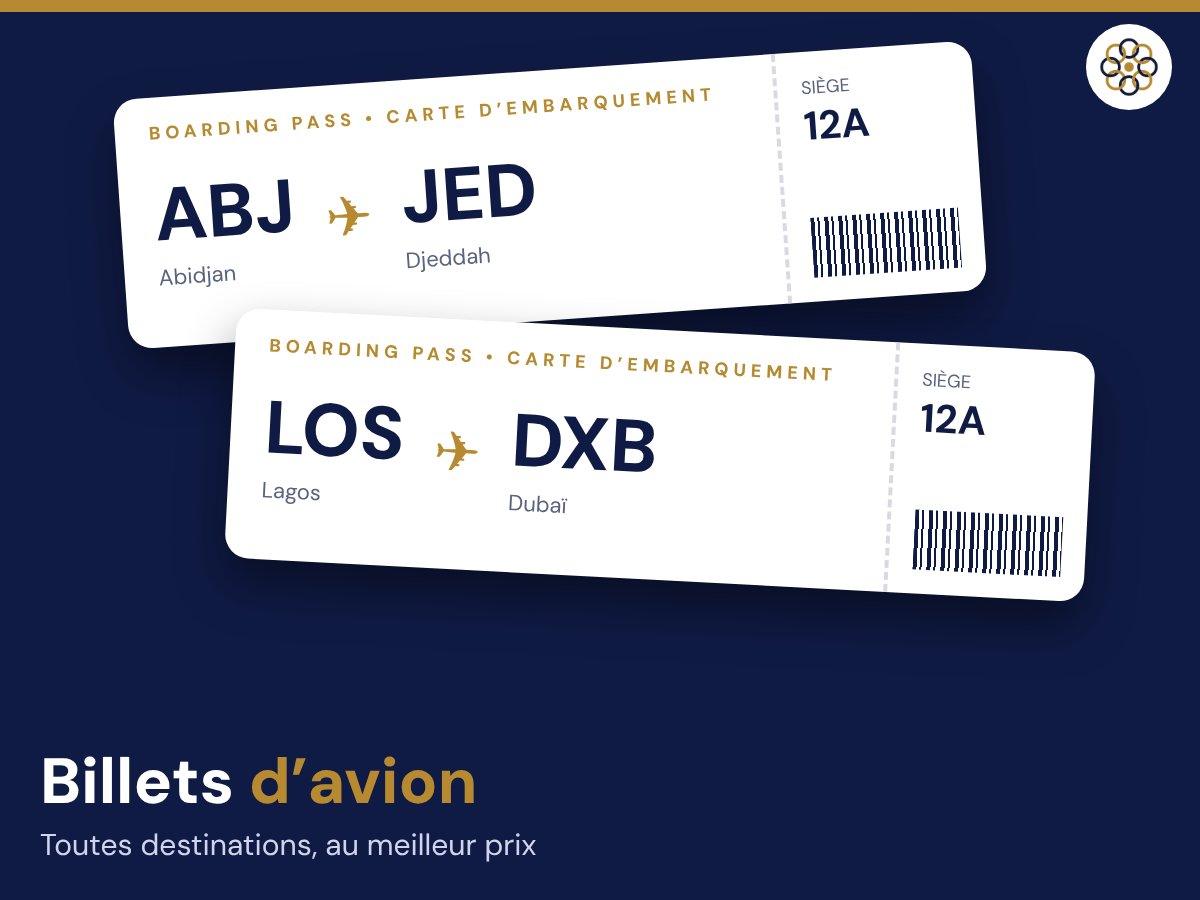 BOARDING PASS • CARTE D’EMBARQUEMENT
ABJ ✈ JED
Abidjan Djeddah
SIÈGE
12A
BOARDING PASS • CARTE D’EMBARQUEMENT
LOS ✈ DXB
Lagos Dubaï
SIÈGE
12A
Billets d’avion
Toutes destinations, au meilleur prix